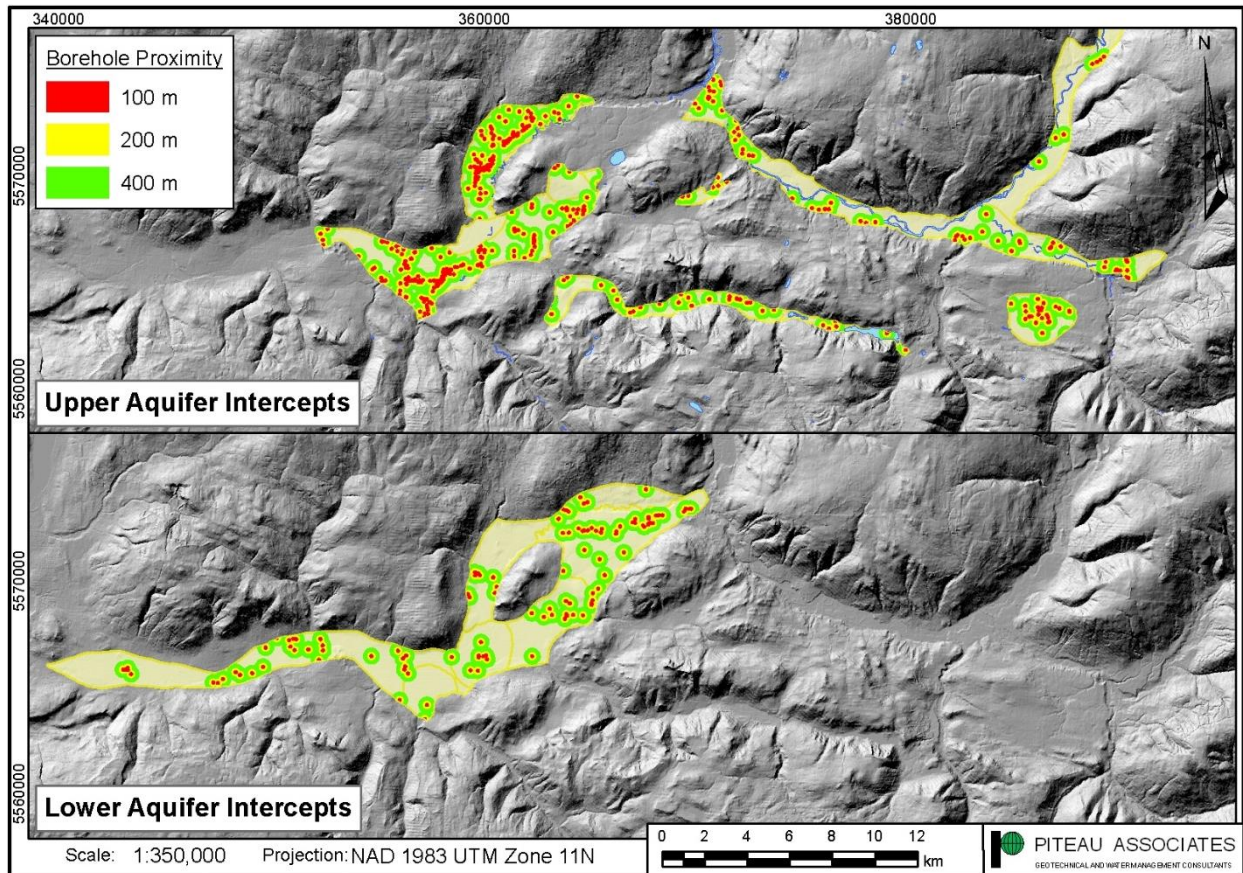 340000 360000 380000
Borehole Proximity
100 m
200 m
400 m
N
5570000
5560000
Upper Aquifer Intercepts
5570000
5560000
Lower Aquifer Intercepts
Scale: 1:350,000 Projection: NAD 1983 UTM Zone 11N
0 2 4 6 8 10 12
km
PITEAU ASSOCIATES
GEOTECHNICAL AND WATER MANAGEMENT CONSULTANTS